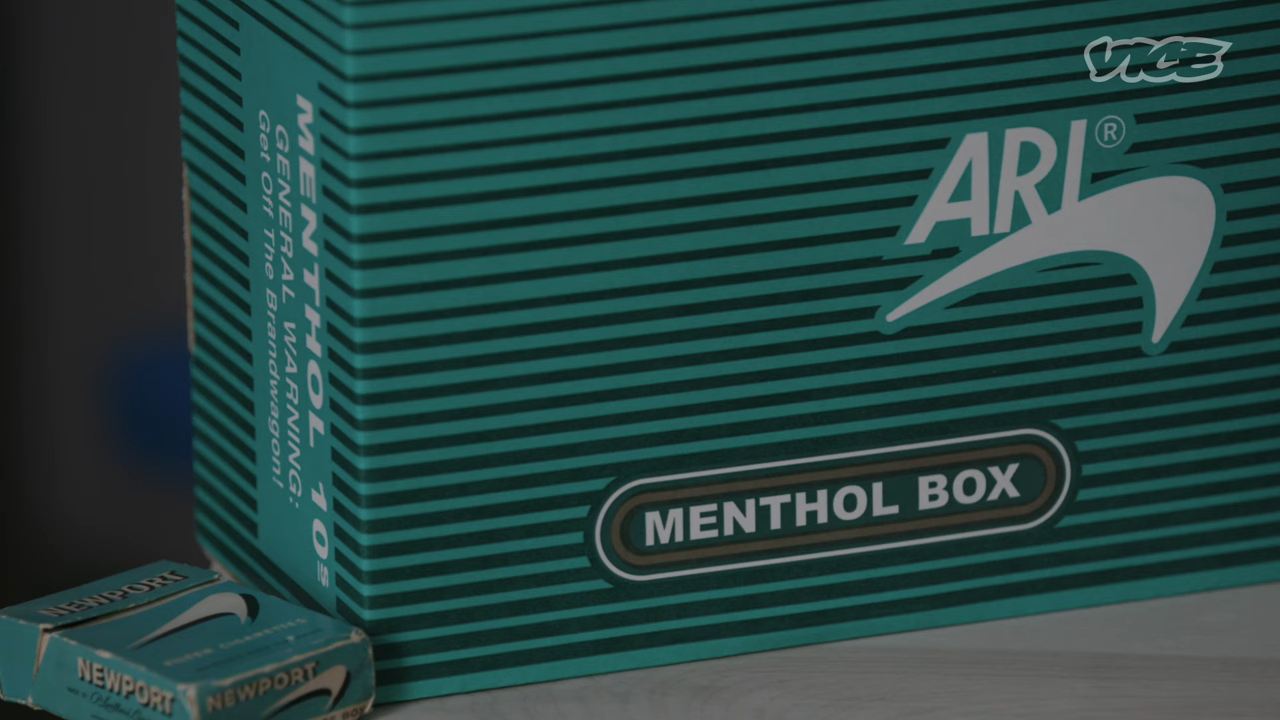 VICE
ARI®
MENTHOL BOX
MENTHOL 10s
GENERAL WARNING:
Get Off The Brandwagon!
NEWPORT
NEWPORT
NEWPORT